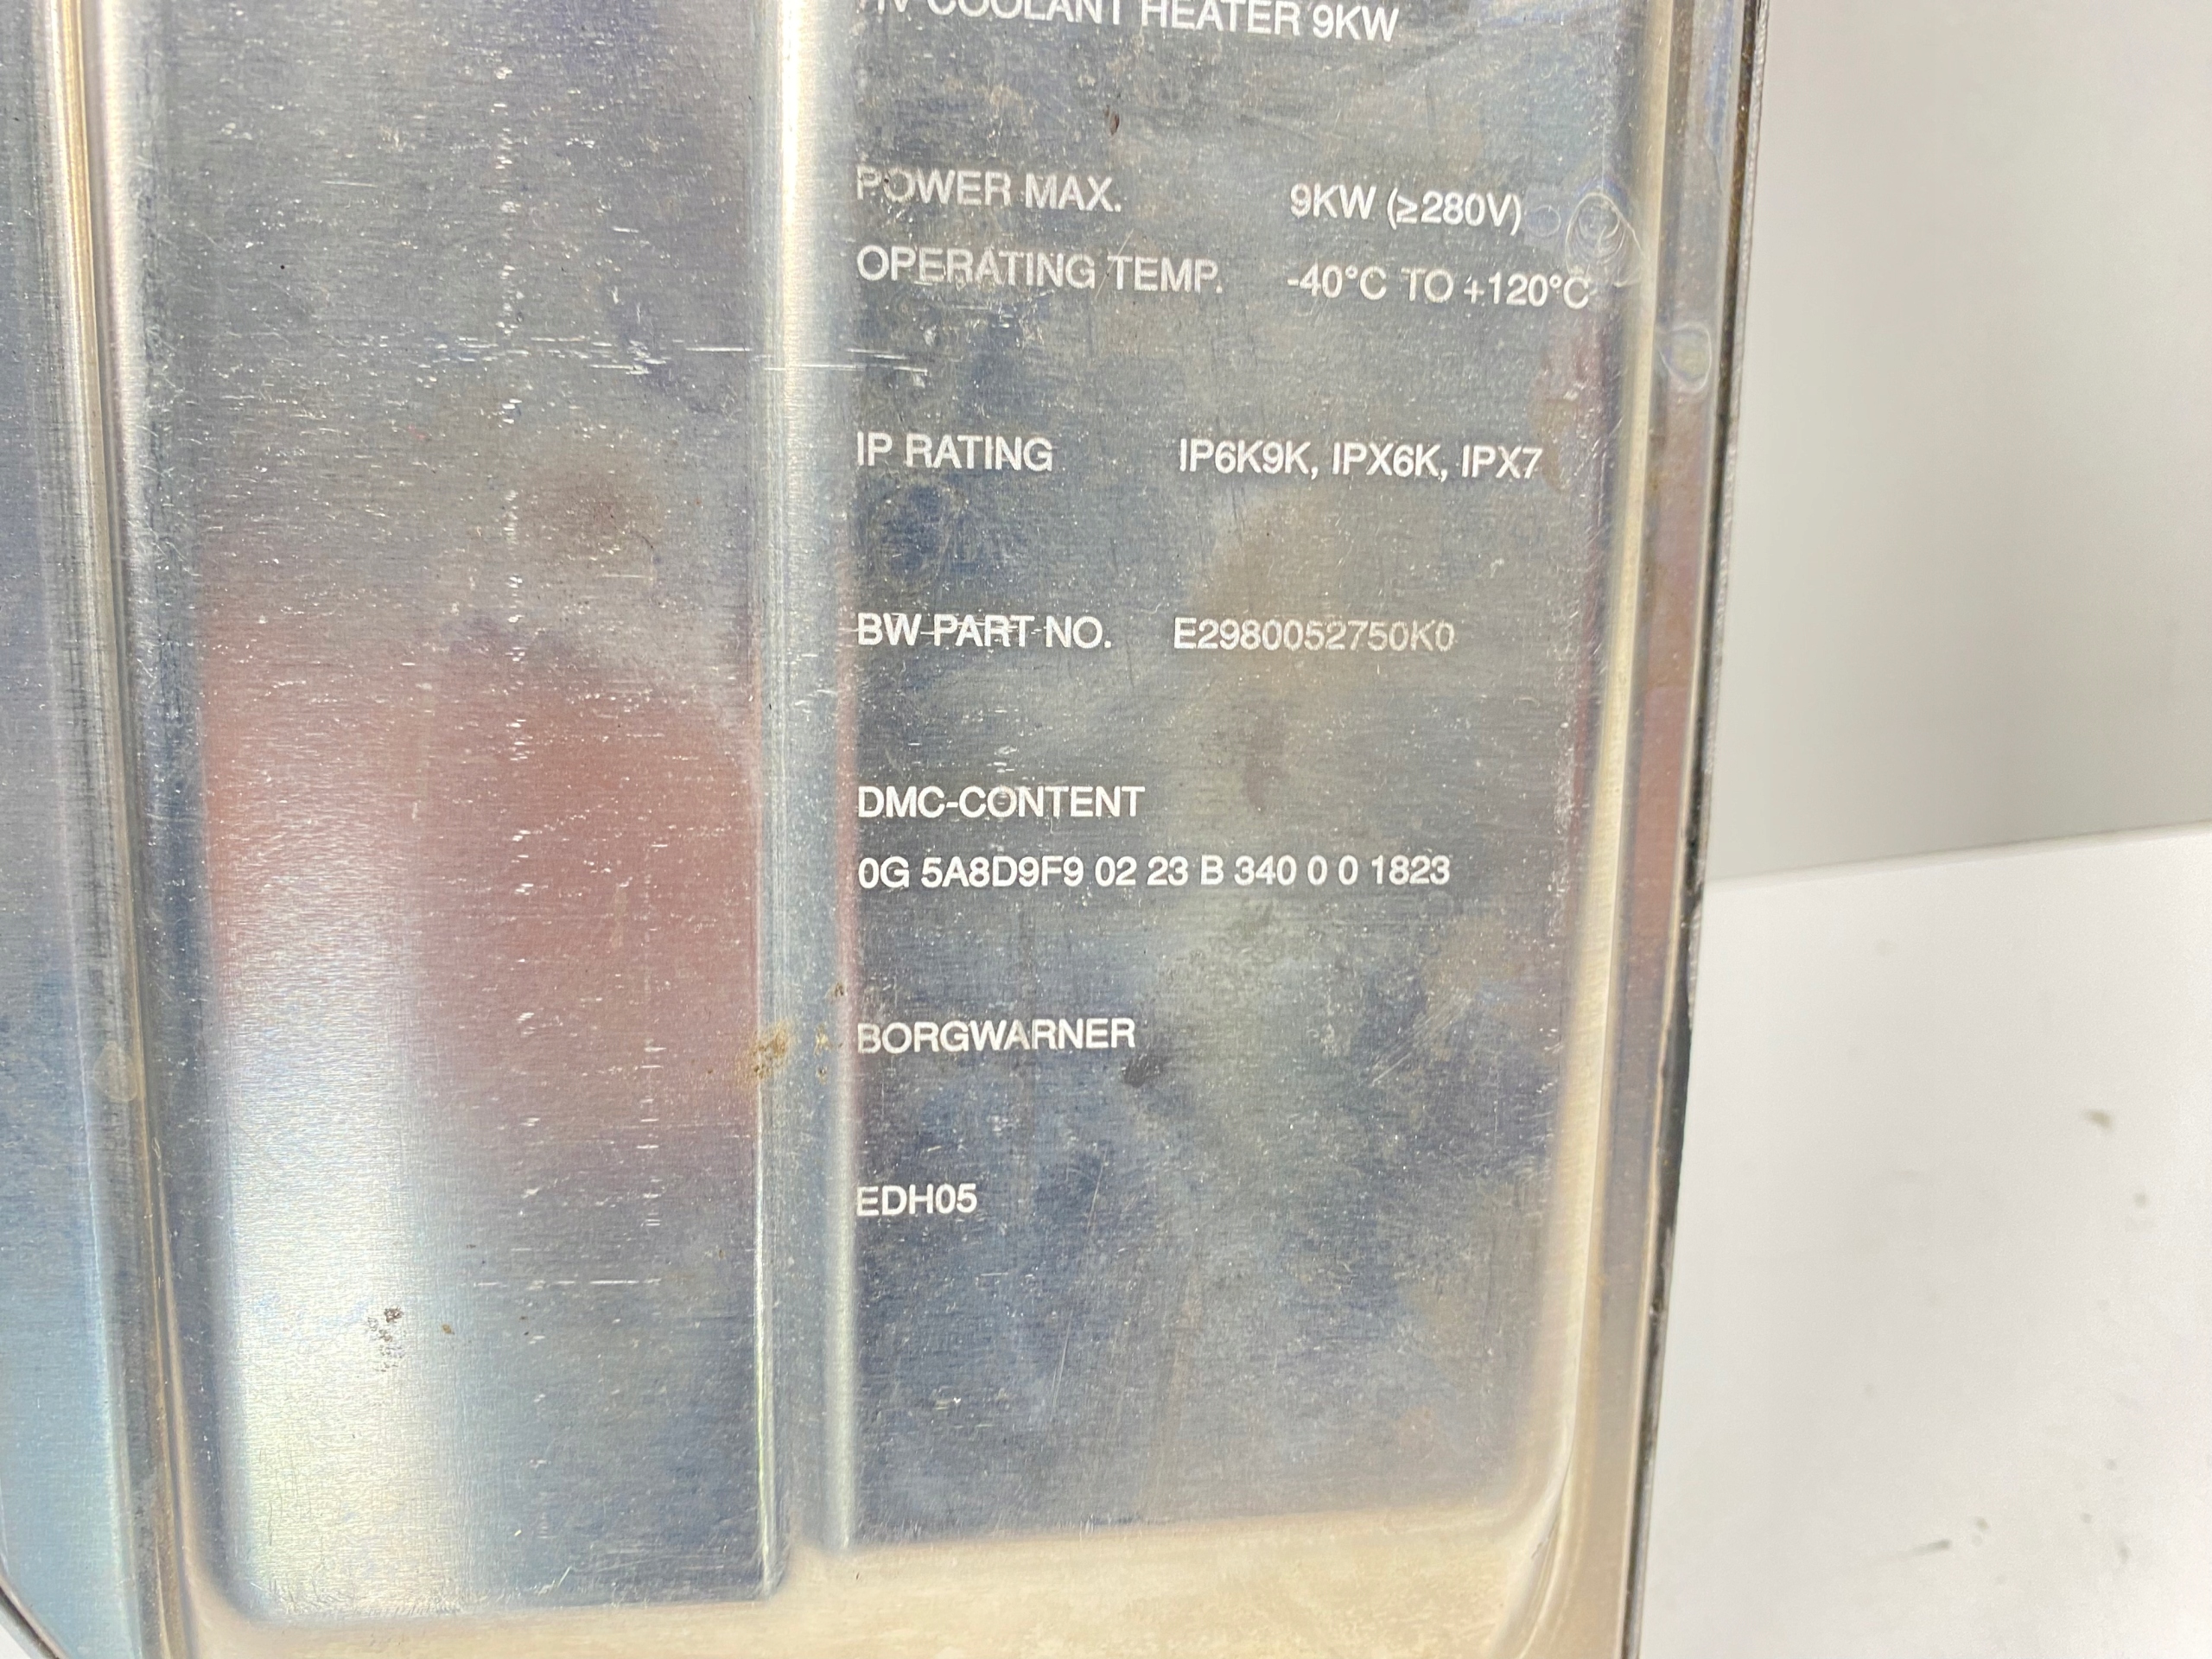 HV COOLANT HEATER 9KW
POWER MAX. 9KW (≥280V)
OPERATING TEMP. -40°C TO +120°C
IP RATING IP6K9K, IPX6K, IPX7
BW PART NO. E2980052750K0
DMC-CONTENT
0G 5A8D9F9 02 23 B 340 0 0 1823
BORGWARNER
EDH05